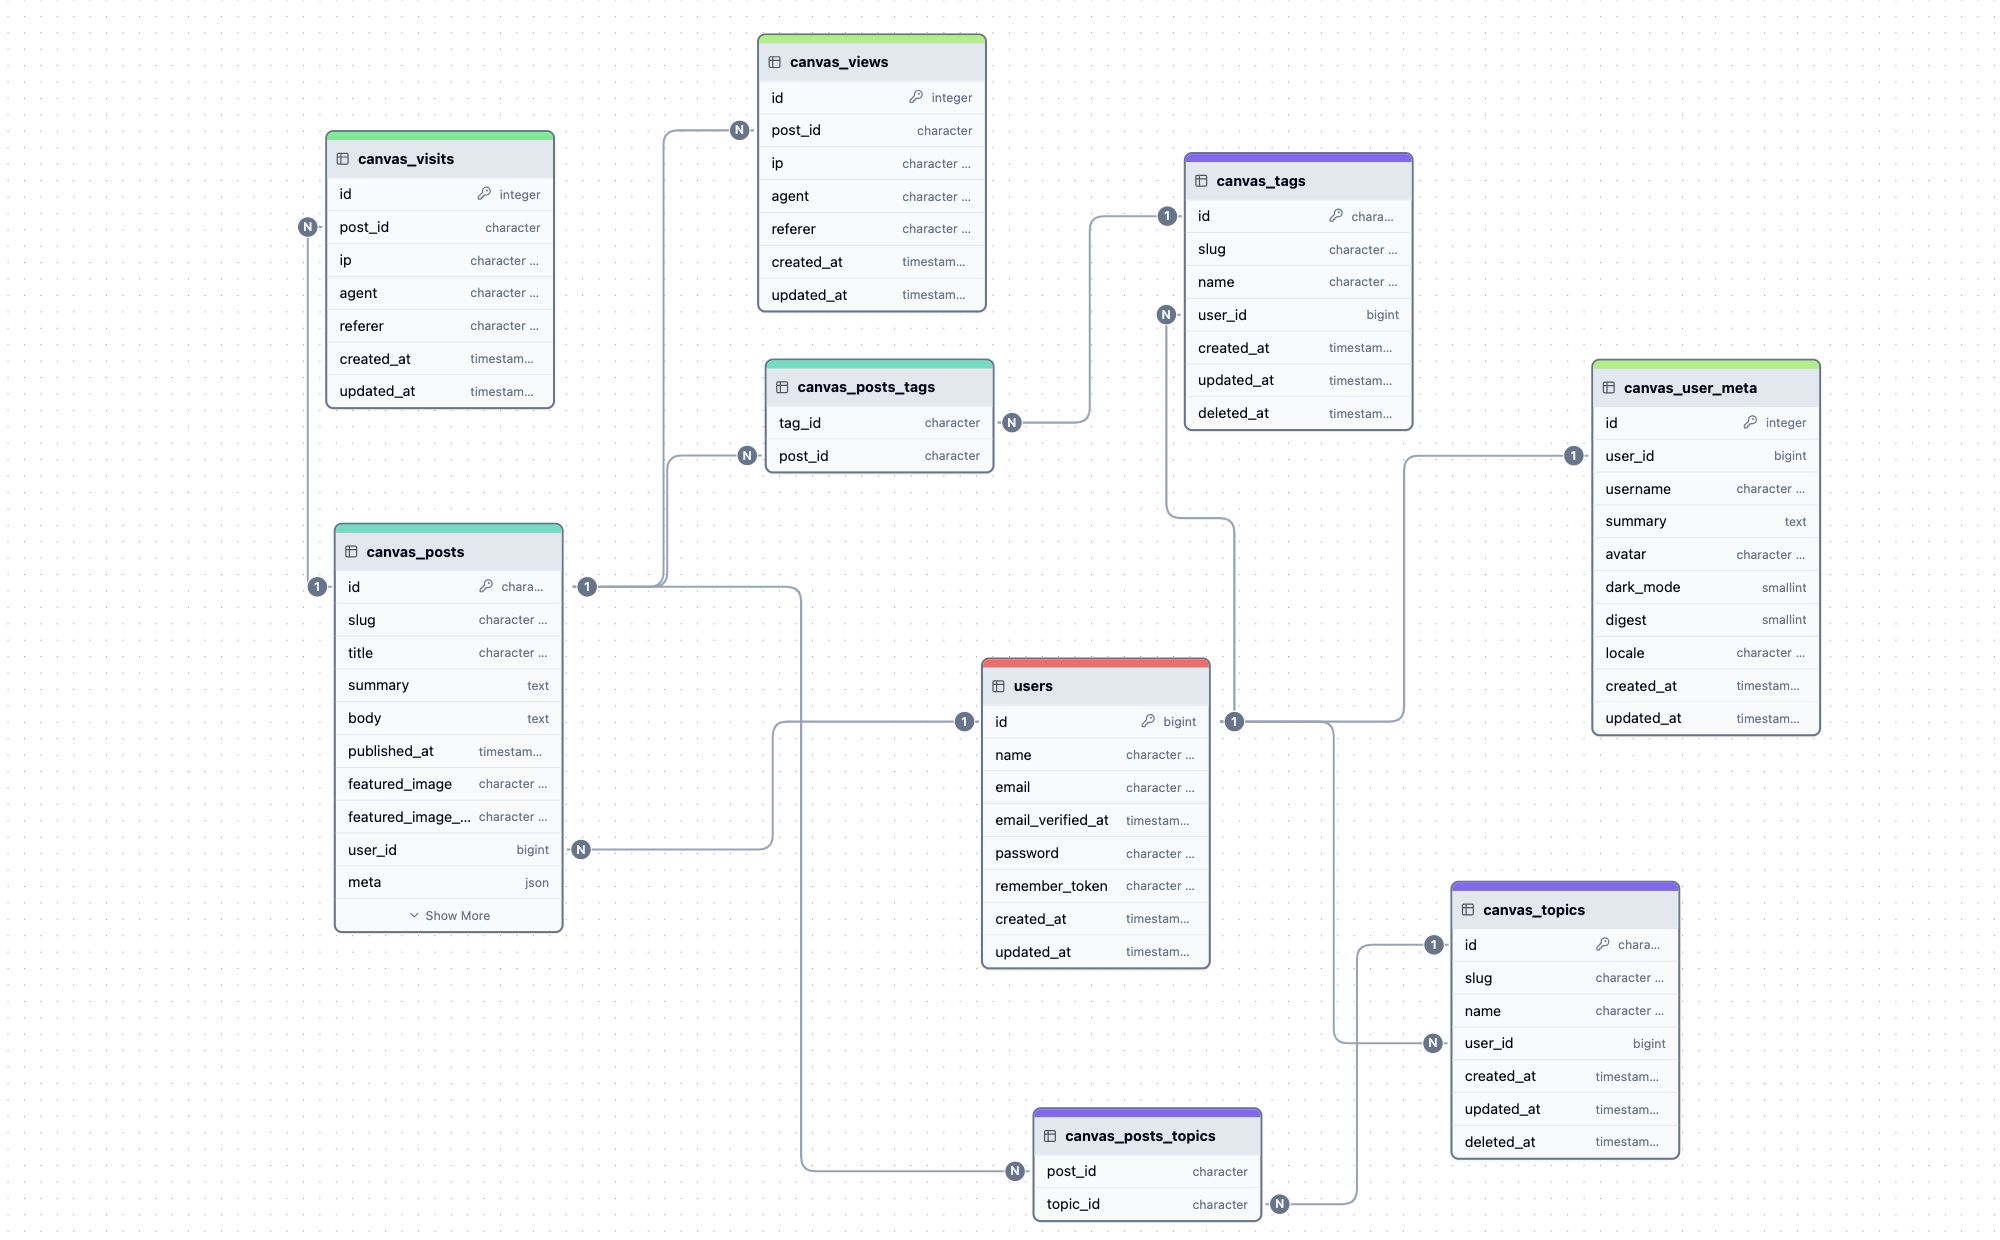 canvas_views
id integer
post_id character
ip character ...
agent character ...
referer character ...
created_at timestam...
updated_at timestam...
canvas_visits
id integer
post_id character
ip character ...
agent character ...
referer character ...
created_at timestam...
updated_at timestam...
canvas_tags
id chara...
slug character ...
name character ...
user_id bigint
created_at timestam...
updated_at timestam...
deleted_at timestam...
canvas_posts_tags
tag_id character
post_id character
canvas_user_meta
id integer
user_id bigint
username character ...
summary text
avatar character ...
dark_mode smallint
digest smallint
locale character ...
created_at timestam...
updated_at timestam...
canvas_posts
id chara...
slug character ...
title character ...
summary text
body text
published_at timestam...
featured_image character ...
featured_image_... character ...
user_id bigint
meta json
Show More
users
id bigint
name character ...
email character ...
email_verified_at timestam...
password character ...
remember_token character ...
created_at timestam...
updated_at timestam...
canvas_topics
id chara...
slug character ...
name character ...
user_id bigint
created_at timestam...
updated_at timestam...
deleted_at timestam...
canvas_posts_topics
post_id character
topic_id character
N
N
1
N
N
N
1
1
1
1
1
N
1
N
N
N